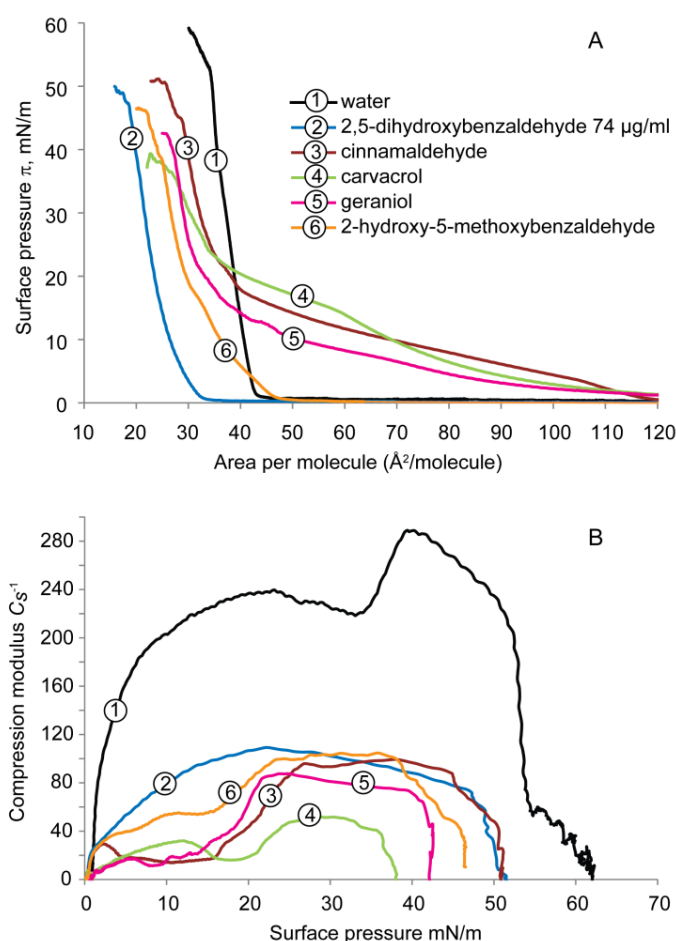 A
Surface pressure π, mN/m
60
50
40
30
20
10
0
10 20 30 40 50 60 70 80 90 100 110 120
Area per molecule (Å²/molecule)
① water
② 2,5-dihydroxybenzaldehyde 74 µg/ml
③ cinnamaldehyde
④ carvacrol
⑤ geraniol
⑥ 2-hydroxy-5-methoxybenzaldehyde
② ③ ① ④ ⑤ ⑥
B
Compression modulus Cs⁻¹
280
240
200
160
120
80
40
0
0 10 20 30 40 50 60 70
Surface pressure mN/m
① ② ⑥ ③ ⑤ ④